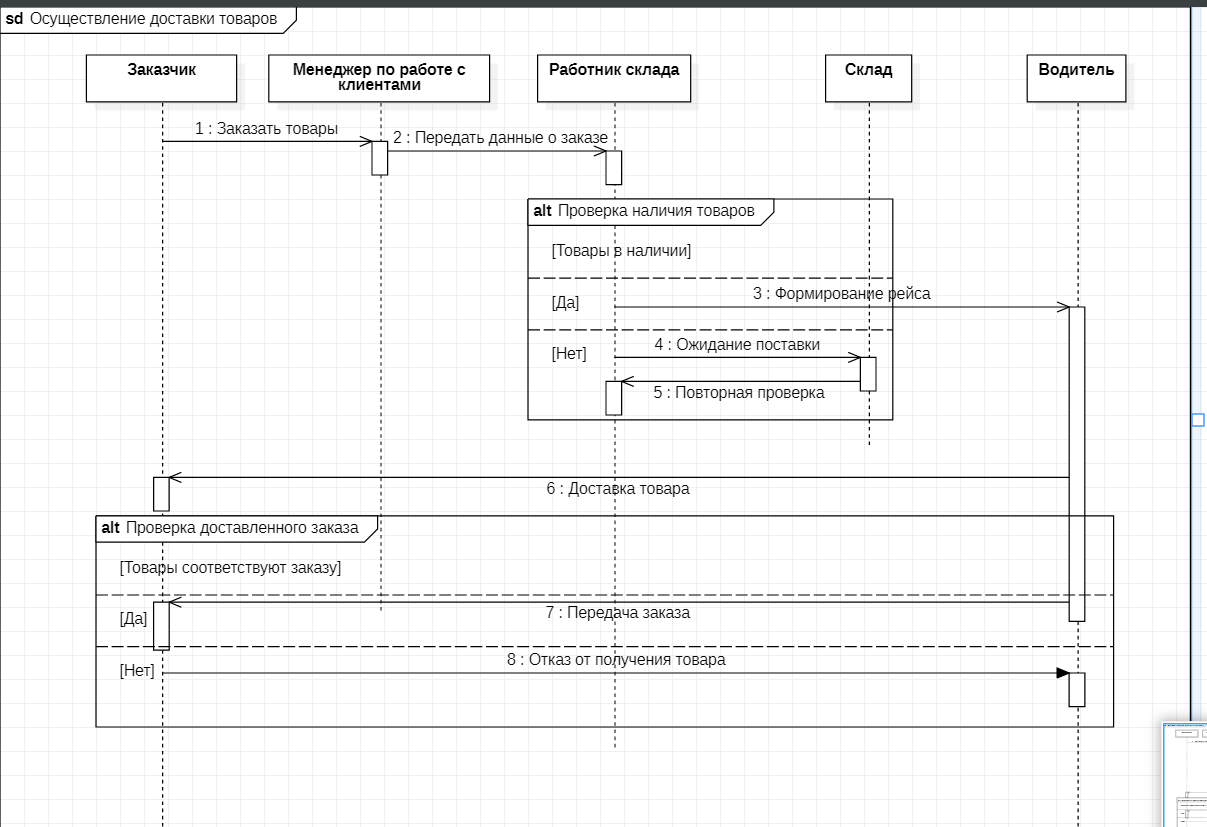 sd Осуществление доставки товаров
Заказчик
Менеджер по работе с
клиентами
Работник склада
Склад
Водитель
1 : Заказать товары
2 : Передать данные о заказе
alt Проверка наличия товаров
[Товары в наличии]
[Да]
3 : Формирование рейса
[Нет]
4 : Ожидание поставки
5 : Повторная проверка
6 : Доставка товара
alt Проверка доставленного заказа
[Товары соответствуют заказу]
[Да]
7 : Передача заказа
[Нет]
8 : Отказ от получения товара